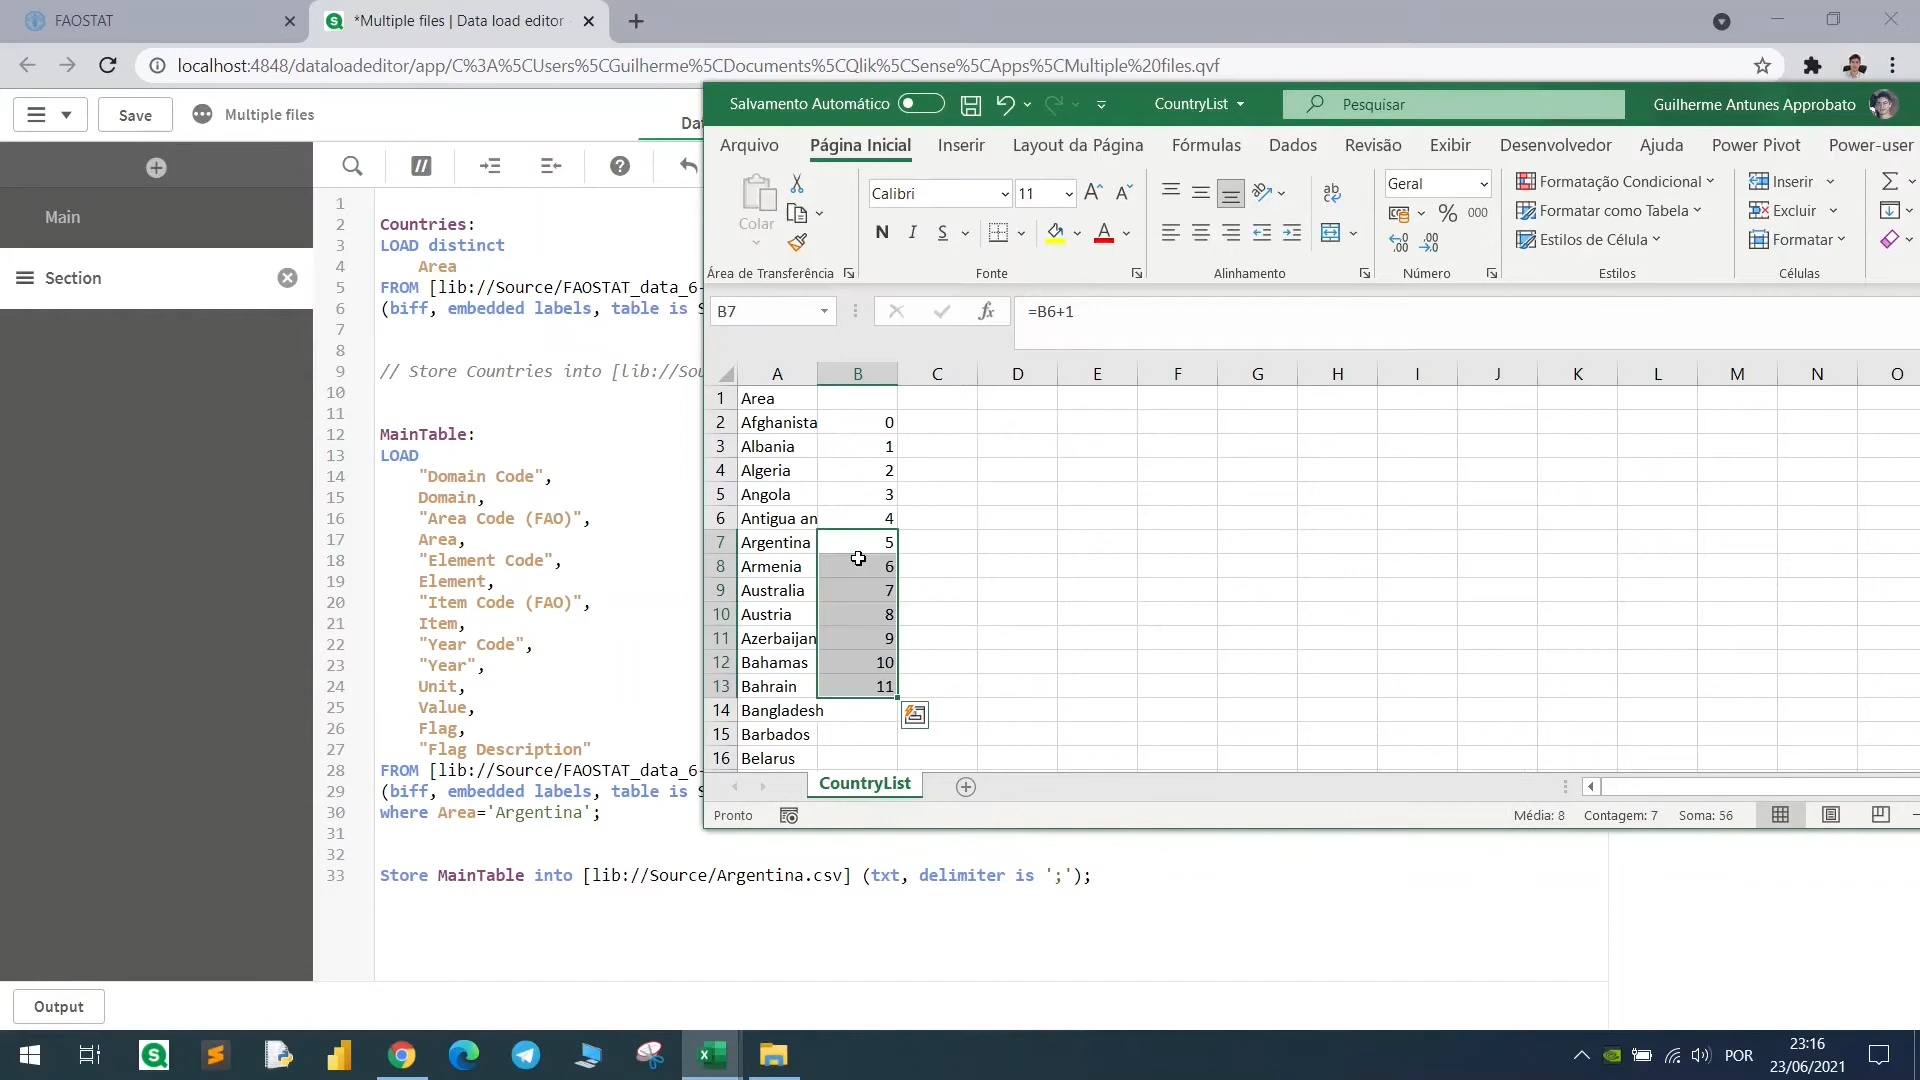 FAOSTAT
*Multiple files | Data load editor
localhost:4848/dataloadeditor/app/C%3A%5CUsers%5CGuilherme%5CDocuments%5CQlik%5CSense%5CApps%5CMultiple%20files.qvf
Save
Multiple files
Main
Section
1
2 Countries:
3 LOAD distinct
4 Area
5 FROM [lib://Source/FAOSTAT_data_6-
6 (biff, embedded labels, table is S
7
8
9 // Store Countries into [lib://Sou
10
11
12 MainTable:
13 LOAD
14 "Domain Code",
15 Domain,
16 "Area Code (FAO)",
17 Area,
18 "Element Code",
19 Element,
20 "Item Code (FAO)",
21 Item,
22 "Year Code",
23 "Year",
24 Unit,
25 Value,
26 Flag,
27 "Flag Description"
28 FROM [lib://Source/FAOSTAT_data_6-
29 (biff, embedded labels, table is S
30 where Area='Argentina';
31
32
33 Store MainTable into [lib://Source/Argentina.csv] (txt, delimiter is ';');
Output
Salvamento Automático CountryList Pesquisar Guilherme Antunes Approbato
Arquivo Página Inicial Inserir Layout da Página Fórmulas Dados Revisão Exibir Desenvolvedor Ajuda Power Pivot Power-user
Colar
Calibri 11
N I S
Geral
% 000
Formatação Condicional
Formatar como Tabela
Estilos de Célula
Inserir
Excluir
Formatar
Área de Transferência Fonte Alinhamento Número Estilos Células
B7 fx =B6+1
A B C D E F G H I J K L M N O
1 Area
2 Afghanista 0
3 Albania 1
4 Algeria 2
5 Angola 3
6 Antigua an 4
7 Argentina 5
8 Armenia 6
9 Australia 7
10 Austria 8
11 Azerbaijan 9
12 Bahamas 10
13 Bahrain 11
14 Bangladesh
15 Barbados
16 Belarus
CountryList
Pronto Média: 8 Contagem: 7 Soma: 56
POR
23:16
23/06/2021